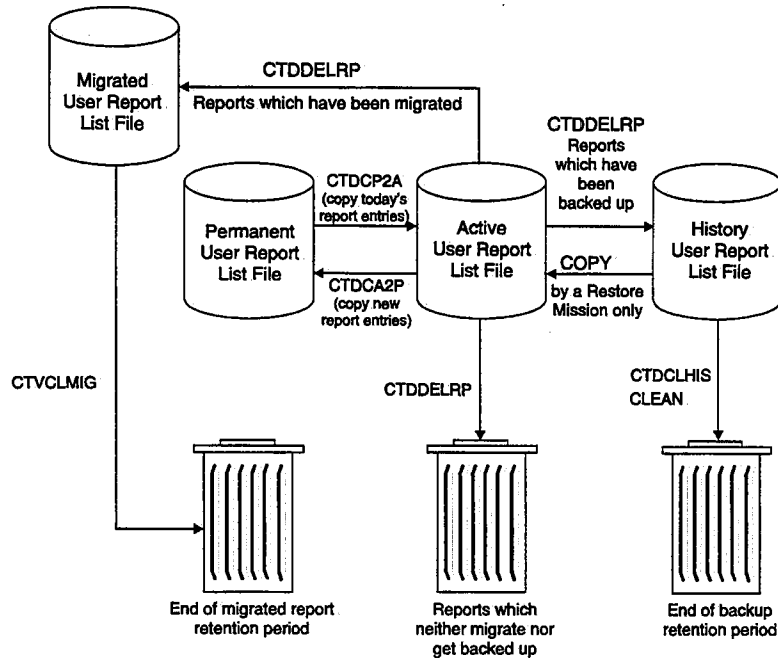 Migrated
User Report
List File
CTDDELRP
Reports which have been migrated
CTDDELRP
Reports
which have
been
backed up
Permanent
User Report
List File
CTDCP2A
(copy today's
report entries)
CTDCA2P
(copy new
report entries)
Active
User Report
List File
COPY
by a Restore
Mission only
History
User Report
List File
CTVCLMIG
CTDDELRP
CTDCLHIS
CLEAN
End of migrated report
retention period
Reports which
neither migrate nor
get backed up
End of backup
retention period